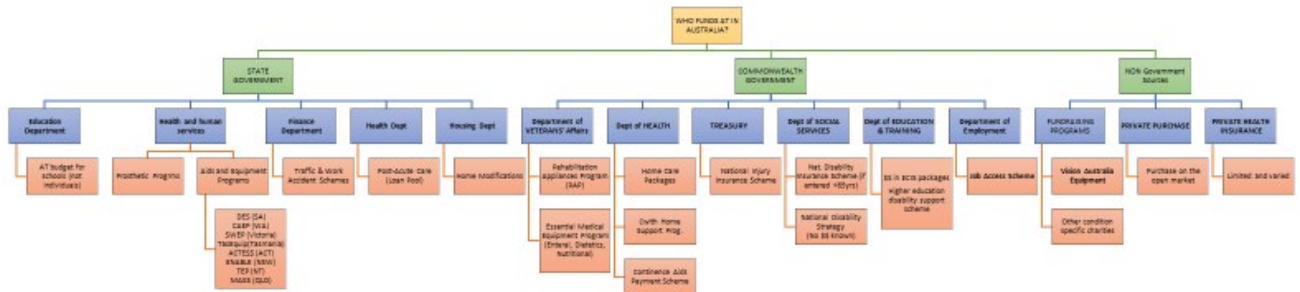 WHO FUNDS AT IN
AUSTRALIA?
STATE
GOVERNMENT
COMMONWEALTH
GOVERNMENT
NON Government
Sources
Education
Department
Health and human
services
Finance
Department
Health Dept
Housing Dept
Department of
VETERANS' Affairs
Dept of HEALTH
TREASURY
Dept of SOCIAL
SERVICES
Dept of EDUCATION
& TRAINING
Department of
Employment
FUNDRAISING
PROGRAMS
PRIVATE PURCHASE
PRIVATE HEALTH
INSURANCE
AT budget for
schools (not
individuals)
Prosthetic Progms
Aids and Equipment
Programs
Traffic & Work
Accident Schemes
Post-Acute Care
(Loan Pool)
Home Modifications
Rehabilitation
Appliances Program
(RAP)
Home Care
Packages
National Injury
Insurance Scheme
Nat. Disability
Insurance Scheme (if
entered <65yrs)
$$ in ECIS packages
Higher education
disability support
scheme
Job Access Scheme
Vision Australia
Equipment
Purchase on the
open market
Limited and varied
DES (SA)
CAEP (WA)
SWEP (Victoria)
TasEquip(Tasmania)
ACTESS (ACT)
ENABLE (NSW)
TEP (NT)
MASS (QLD)
Essential Medical
Equipment Program
(Enteral, Dietetics,
Nutritional)
Cwlth Home
Support Prog.
National Disability
Strategy
(No $$ known)
Other condition
specific charities
Continence Aids
Payment Scheme